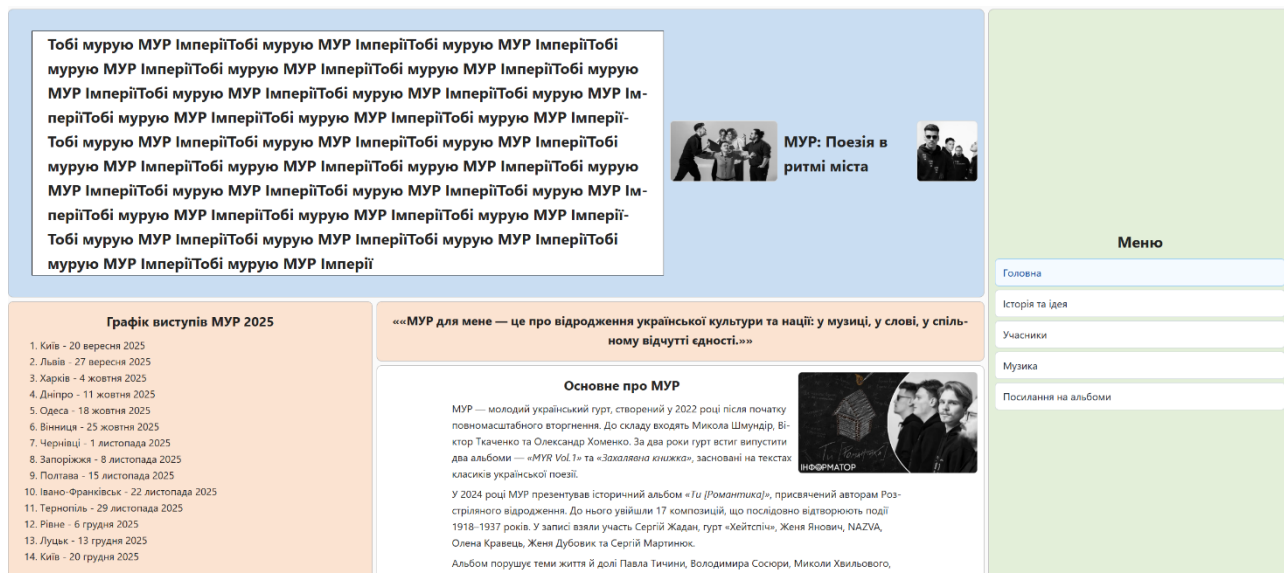 Тобі мурую МУР ІмперіїТобі мурую МУР ІмперіїТобі мурую МУР ІмперіїТобі
мурую МУР ІмперіїТобі мурую МУР ІмперіїТобі мурую МУР ІмперіїТобі мурую
МУР ІмперіїТобі мурую МУР ІмперіїТобі мурую МУР ІмперіїТобі мурую МУР Ім-
періїТобі мурую МУР ІмперіїТобі мурую МУР ІмперіїТобі мурую МУР Імперії-
Тобі мурую МУР ІмперіїТобі мурую МУР ІмперіїТобі мурую МУР ІмперіїТобі
мурую МУР ІмперіїТобі мурую МУР ІмперіїТобі мурую МУР ІмперіїТобі мурую
МУР ІмперіїТобі мурую МУР ІмперіїТобі мурую МУР ІмперіїТобі мурую МУР Ім-
періїТобі мурую МУР ІмперіїТобі мурую МУР ІмперіїТобі мурую МУР Імперії-
Тобі мурую МУР ІмперіїТобі мурую МУР ІмперіїТобі мурую МУР ІмперіїТобі
мурую МУР ІмперіїТобі мурую МУР Імперії
МУР: Поезія в
ритмі міста
Меню
Головна
Історія та ідея
Учасники
Музика
Посилання на альбоми
Графік виступів МУР 2025
1. Київ - 20 вересня 2025
2. Львів - 27 вересня 2025
3. Харків - 4 жовтня 2025
4. Дніпро - 11 жовтня 2025
5. Одеса - 18 жовтня 2025
6. Вінниця - 25 жовтня 2025
7. Чернівці - 1 листопада 2025
8. Запоріжжя - 8 листопада 2025
9. Полтава - 15 листопада 2025
10. Івано-Франківськ - 22 листопада 2025
11. Тернопіль - 29 листопада 2025
12. Рівне - 6 грудня 2025
13. Луцьк - 13 грудня 2025
14. Київ - 20 грудня 2025
««МУР для мене — це про відродження української культури та нації: у музиці, у слові, у спіль-
ному відчутті єдності.»»
Основне про МУР
МУР — молодий український гурт, створений у 2022 році після початку
повномасштабного вторгнення. До складу входять Микола Шмундір, Ві-
ктор Ткаченко та Олександр Хоменко. За два роки гурт встиг випустити
два альбоми — «MYR Vol.1» та «Захалявна книжка», засновані на текстах
класиків української поезії.
Ти [Романтика]
ІНФОРМАТОР
У 2024 році МУР презентував історичний альбом «Ти [Романтика]», присвячений авторам Роз-
стріляного відродження. До нього увійшли 17 композицій, що послідовно відтворюють події
1918–1937 років. У записі взяли участь Сергій Жадан, гурт «Хейтспіч», Женя Янович, NAZVA,
Олена Кравець, Женя Дубовик та Сергій Мартинюк.
Альбом порушує теми життя й долі Павла Тичини, Володимира Сосюри, Миколи Хвильового,